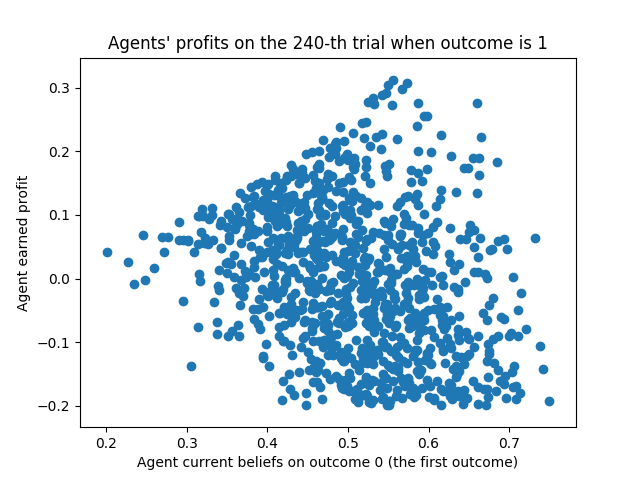 Agents' profits on the 240-th trial when outcome is 1
Agent earned profit
0.3
0.2
0.1
0.0
−0.1
−0.2
0.2 0.3 0.4 0.5 0.6 0.7
Agent current beliefs on outcome 0 (the first outcome)